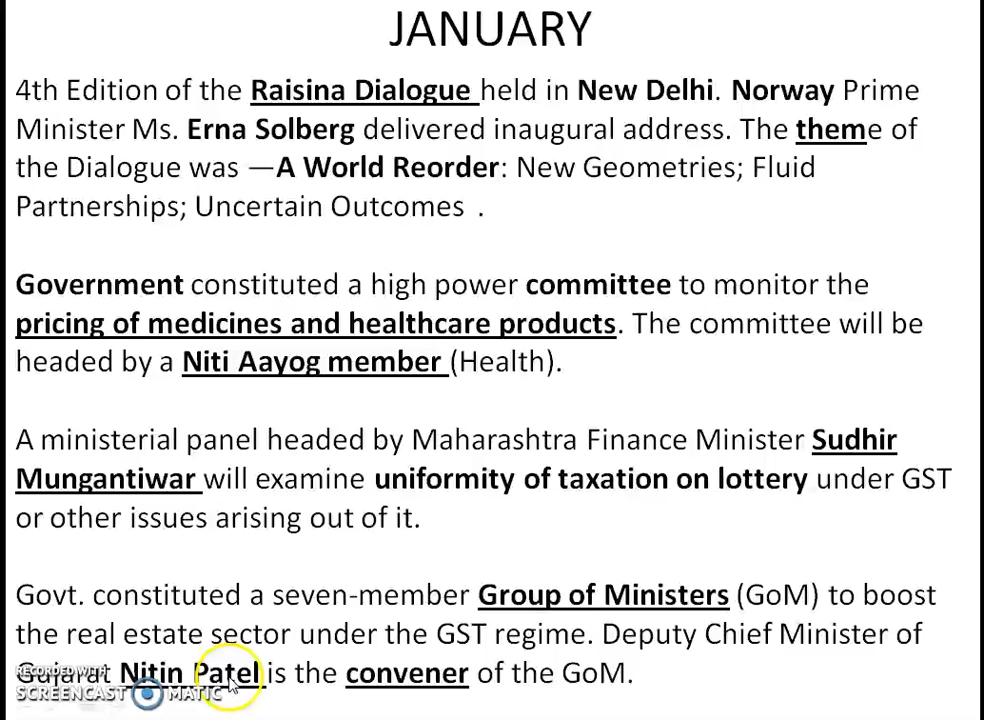 JANUARY
4th Edition of the Raisina Dialogue held in New Delhi. Norway Prime
Minister Ms. Erna Solberg delivered inaugural address. The theme of
the Dialogue was —A World Reorder: New Geometries; Fluid
Partnerships; Uncertain Outcomes .
Government constituted a high power committee to monitor the
pricing of medicines and healthcare products. The committee will be
headed by a Niti Aayog member (Health).
A ministerial panel headed by Maharashtra Finance Minister Sudhir
Mungantiwar will examine uniformity of taxation on lottery under GST
or other issues arising out of it.
Govt. constituted a seven-member Group of Ministers (GoM) to boost
the real estate sector under the GST regime. Deputy Chief Minister of
Gujarat Nitin Patel is the convener of the GoM.
RECORDED WITH
SCREENCAST MATIC